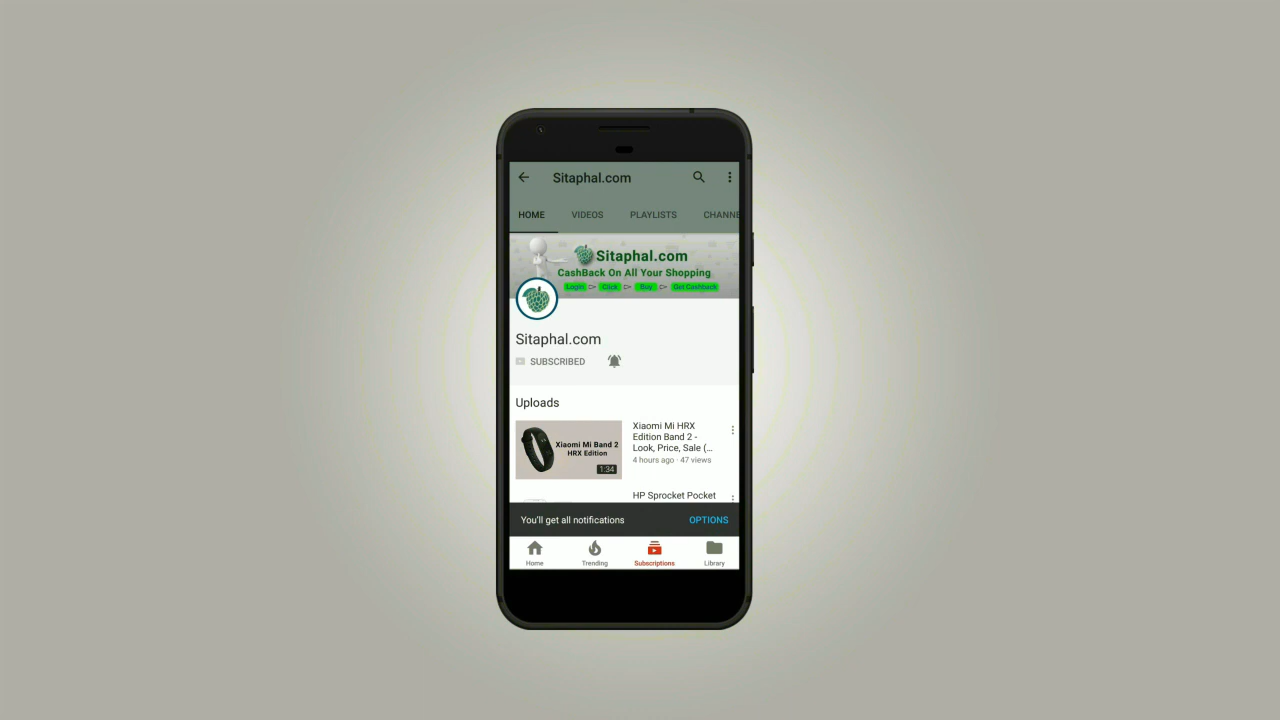 Sitaphal.com
HOME VIDEOS PLAYLISTS CHANNE
Sitaphal.com
CashBack On All Your Shopping
Login Click Buy Get Cashback
Sitaphal.com
SUBSCRIBED
Uploads
Xiaomi Mi Band 2
HRX Edition
1:34
Xiaomi Mi HRX
Edition Band 2 -
Look, Price, Sale (...
4 hours ago · 47 views
HP Sprocket Pocket
You'll get all notifications OPTIONS
Home Trending Subscriptions Library